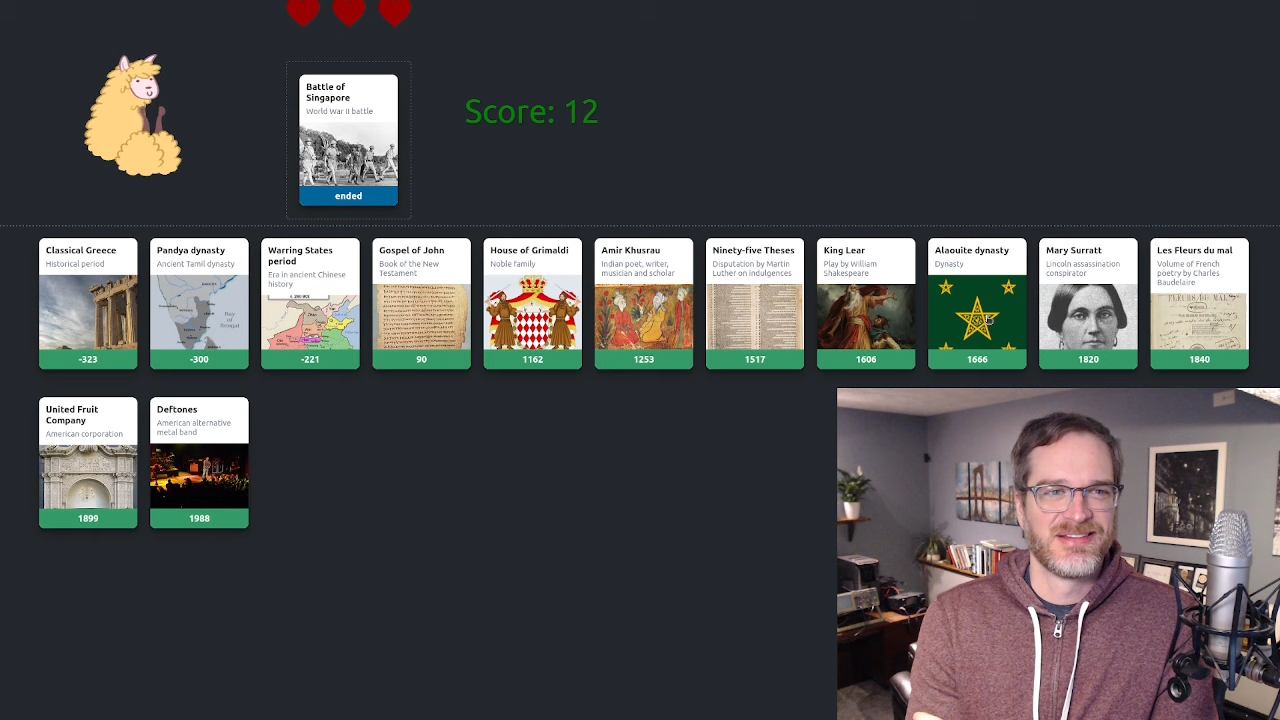 Battle of
Singapore
World War II battle
ended
Score: 12
Classical Greece
Historical period
-323
Pandya dynasty
Ancient Tamil dynasty
-300
Warring States
period
Era in ancient Chinese
history
-221
Gospel of John
Book of the New
Testament
90
House of Grimaldi
Noble family
1162
Amir Khusrau
Indian poet, writer,
musician and scholar
1253
Ninety-five Theses
Disputation by Martin
Luther on indulgences
1517
King Lear
Play by William
Shakespeare
1606
Alaouite dynasty
Dynasty
1666
Mary Surratt
Lincoln assassination
conspirator
1820
Les Fleurs du mal
Volume of French
poetry by Charles
Baudelaire
1840
United Fruit
Company
American corporation
1899
Deftones
American alternative
metal band
1988